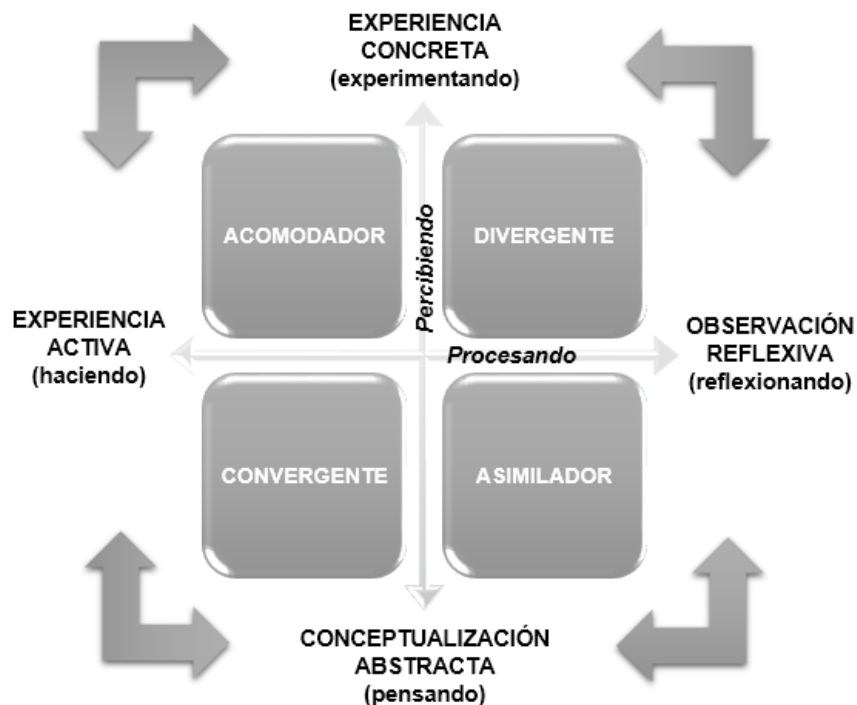 EXPERIENCIA
CONCRETA
(experimentando)
ACOMODADOR
DIVERGENTE
Percibiendo
EXPERIENCIA
ACTIVA
(haciendo)
Procesando
OBSERVACIÓN
REFLEXIVA
(reflexionando)
CONVERGENTE
ASIMILADOR
CONCEPTUALIZACIÓN
ABSTRACTA
(pensando)